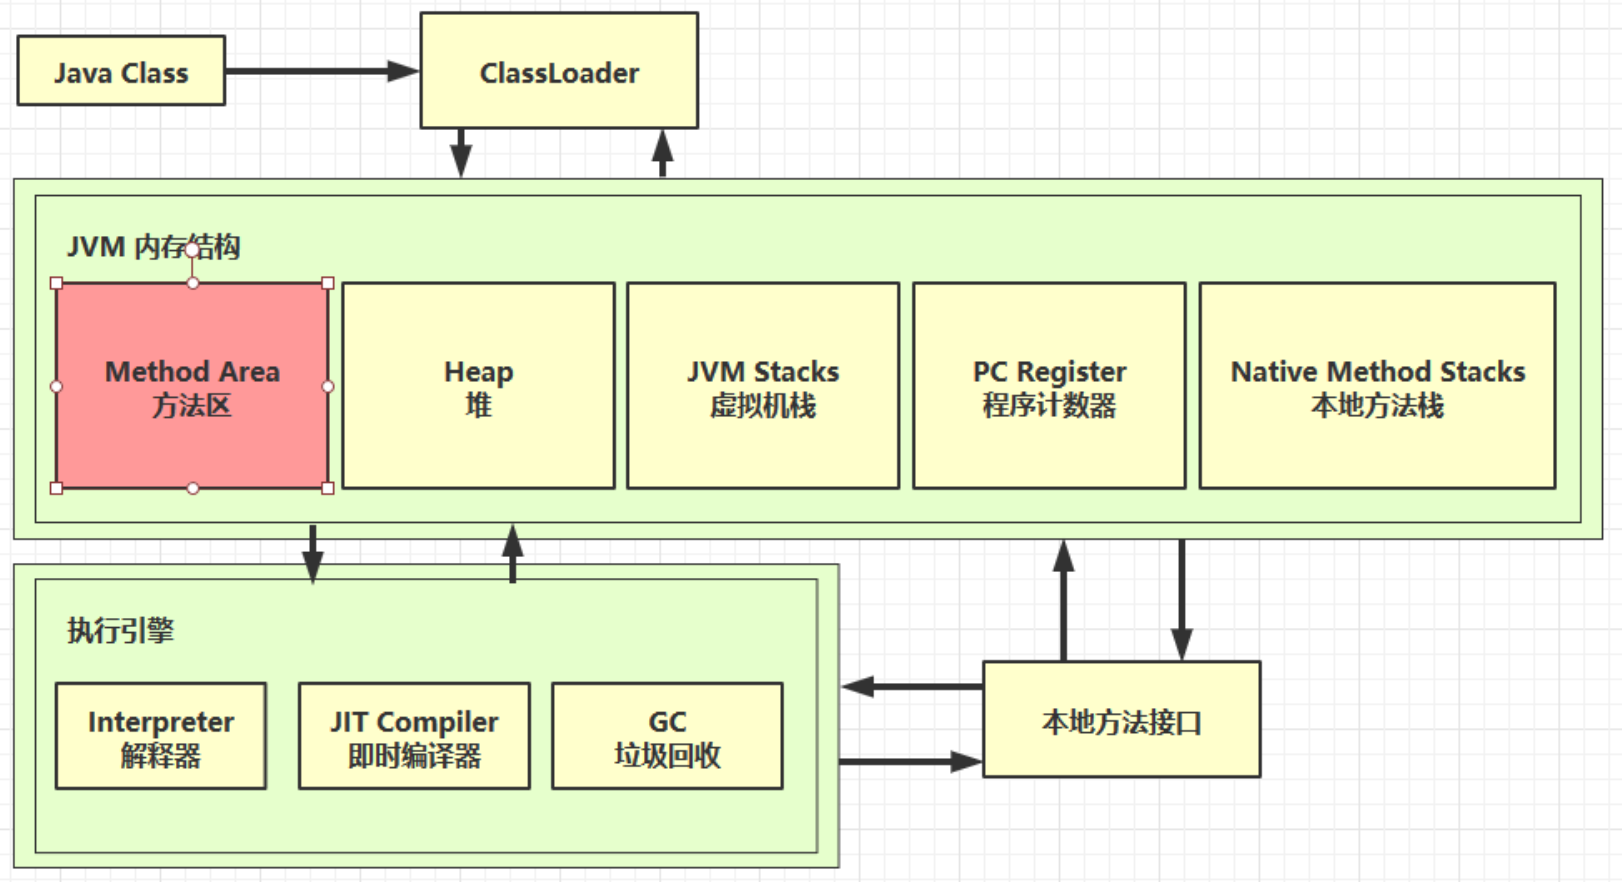 Java Class
ClassLoader
JVM 内存结构
Method Area
方法区
Heap
堆
JVM Stacks
虚拟机栈
PC Register
程序计数器
Native Method Stacks
本地方法栈
执行引擎
Interpreter
解释器
JIT Compiler
即时编译器
GC
垃圾回收
本地方法接口